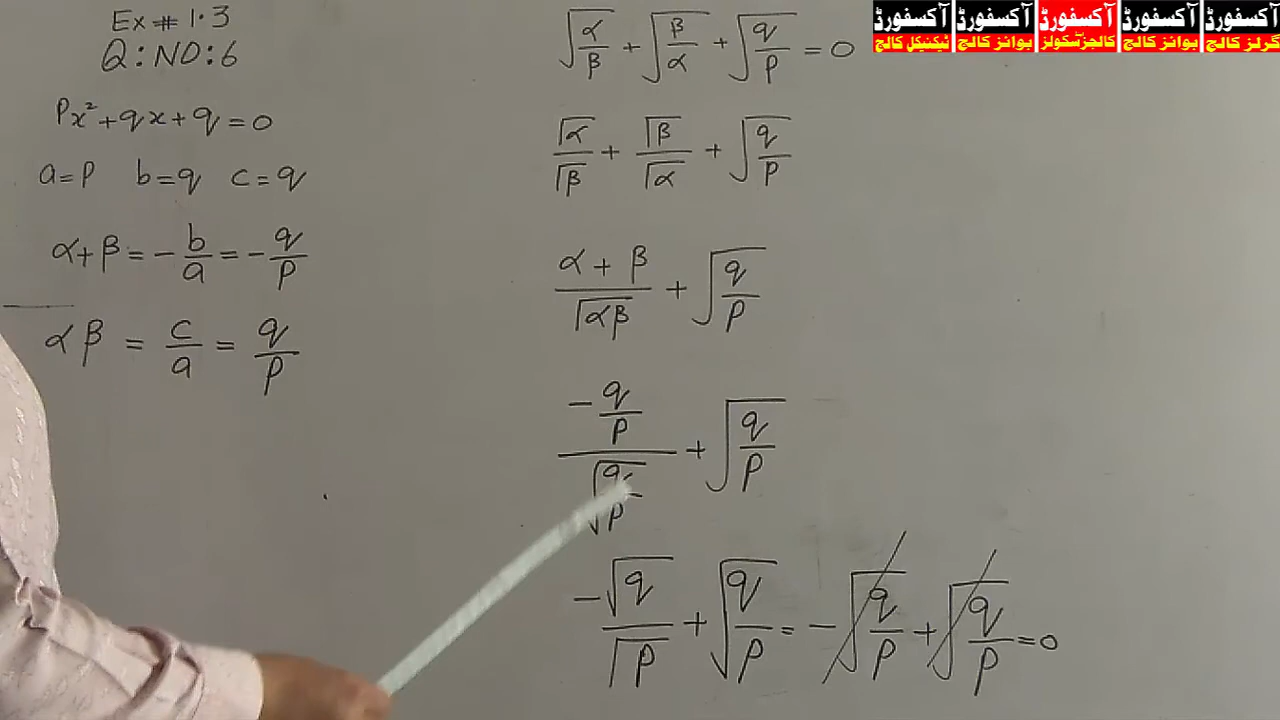 Ex # 1.3
Q:NO:6
Px²+qx+q=0
a=P b=q c=q
α+β=-b/a=-q/P
αβ = c/a = q/P
√(α/β) + √(β/α) + √(q/P) = 0
√α/√β + √β/√α + √(q/P)
(α + β)/√(αβ) + √(q/P)
(-q/P)/√(q/P) + √(q/P)
-√q/√P + √(q/P) = -√(q/P) + √(q/P) = 0
آکسفورڈ ٹیکنیکل کالج
آکسفورڈ بوائز کالج
آکسفورڈ کالجز سکولز
آکسفورڈ بوائز کالج
آکسفورڈ گرلز کالج